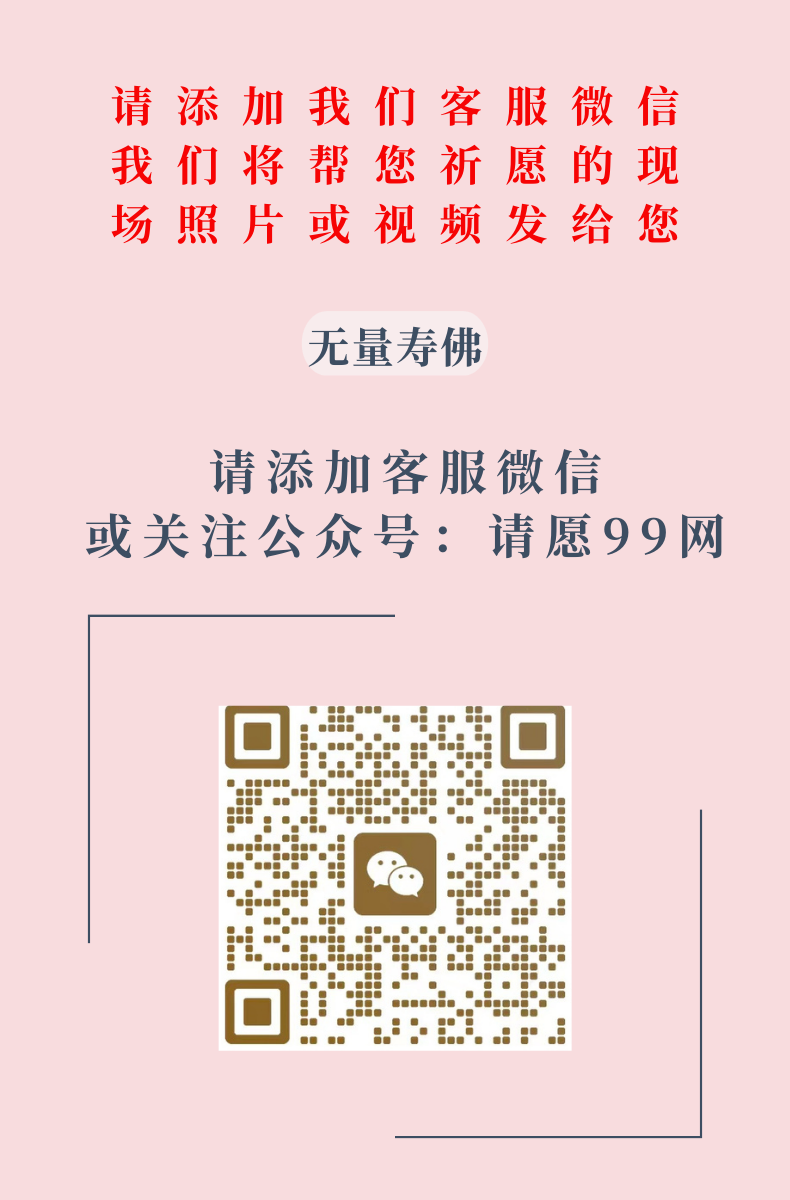 请添加我们客服微信
我们将帮您祈愿的现
场照片或视频发给您
无量寿佛
请添加客服微信
或关注公众号：请愿99网